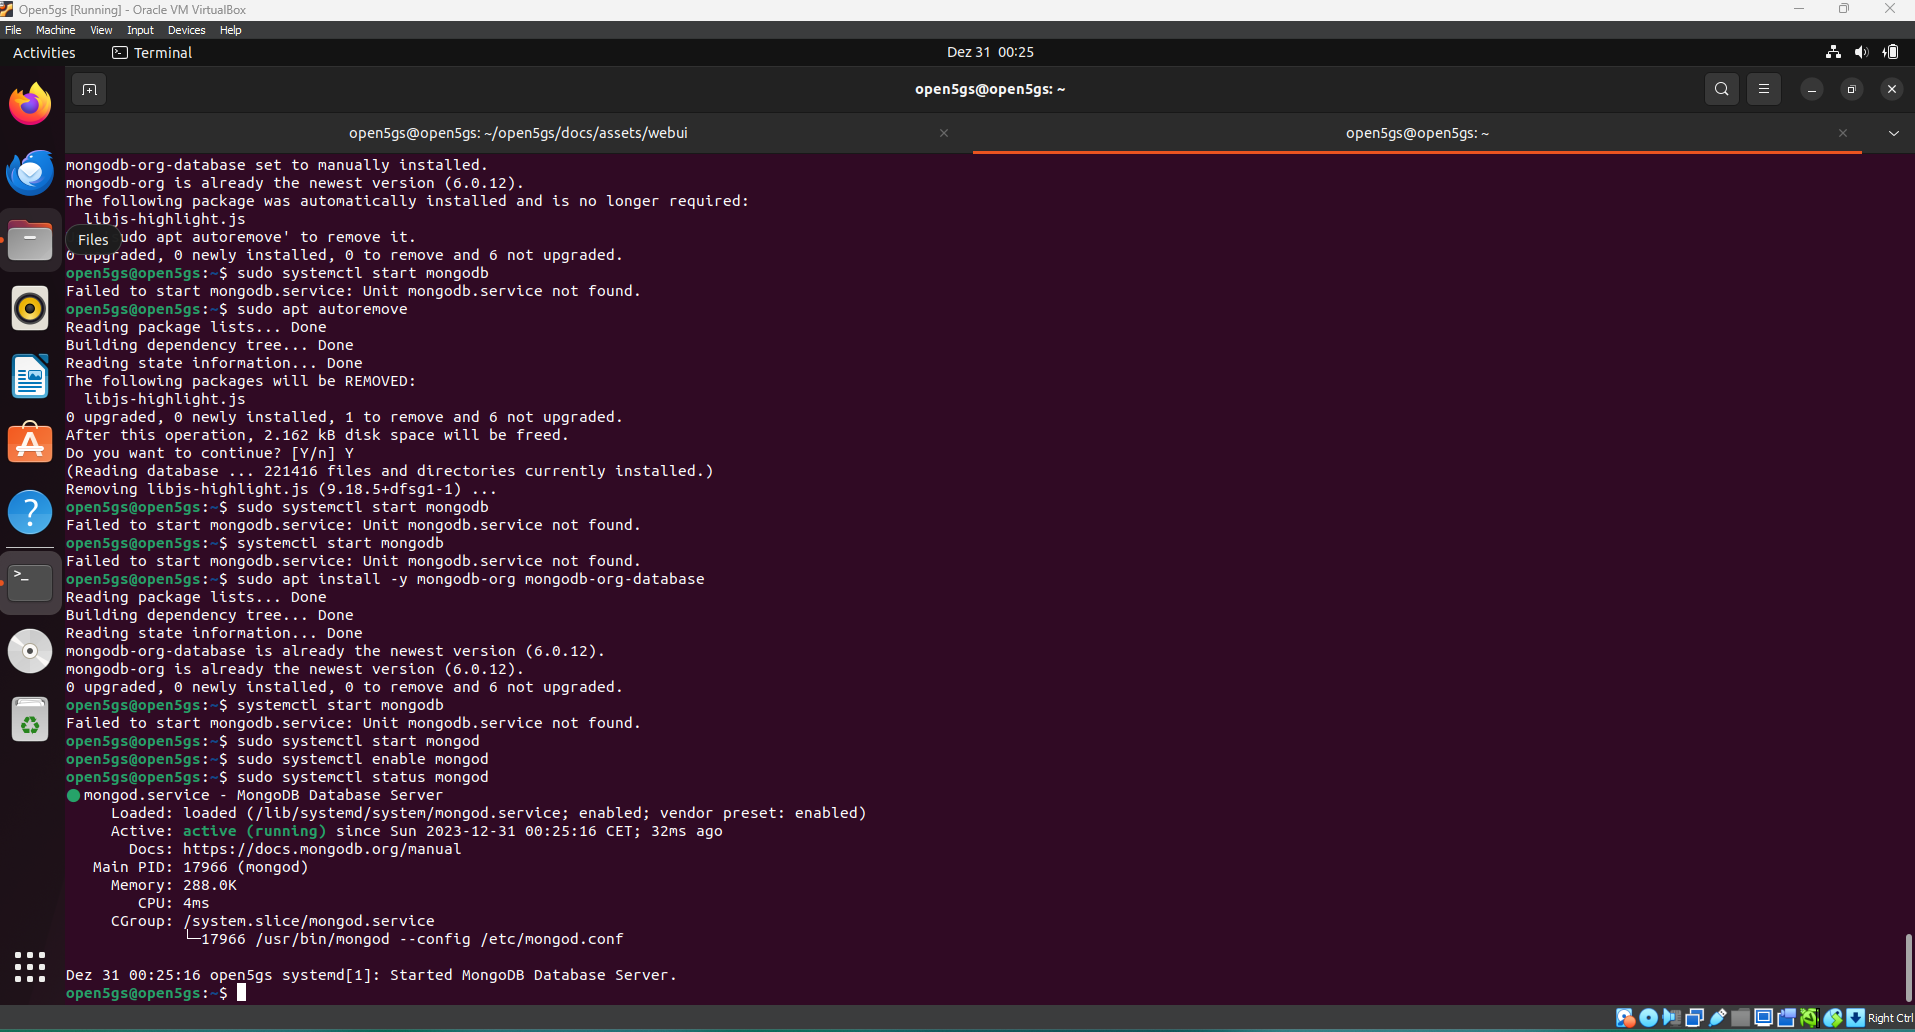 Open5gs [Running] - Oracle VM VirtualBox
File Machine View Input Devices Help
Activities Terminal Dez 31 00:25
open5gs@open5gs: ~
open5gs@open5gs: ~/open5gs/docs/assets/webui open5gs@open5gs: ~
mongodb-org-database set to manually installed.
mongodb-org is already the newest version (6.0.12).
The following package was automatically installed and is no longer required:
  libjs-highlight.js
Files udo apt autoremove' to remove it.
0 upgraded, 0 newly installed, 0 to remove and 6 not upgraded.
open5gs@open5gs:~$ sudo systemctl start mongodb
Failed to start mongodb.service: Unit mongodb.service not found.
open5gs@open5gs:~$ sudo apt autoremove
Reading package lists... Done
Building dependency tree... Done
Reading state information... Done
The following packages will be REMOVED:
  libjs-highlight.js
0 upgraded, 0 newly installed, 1 to remove and 6 not upgraded.
After this operation, 2.162 kB disk space will be freed.
Do you want to continue? [Y/n] Y
(Reading database ... 221416 files and directories currently installed.)
Removing libjs-highlight.js (9.18.5+dfsg1-1) ...
open5gs@open5gs:~$ sudo systemctl start mongodb
Failed to start mongodb.service: Unit mongodb.service not found.
open5gs@open5gs:~$ systemctl start mongodb
Failed to start mongodb.service: Unit mongodb.service not found.
open5gs@open5gs:~$ sudo apt install -y mongodb-org mongodb-org-database
Reading package lists... Done
Building dependency tree... Done
Reading state information... Done
mongodb-org-database is already the newest version (6.0.12).
mongodb-org is already the newest version (6.0.12).
0 upgraded, 0 newly installed, 0 to remove and 6 not upgraded.
open5gs@open5gs:~$ systemctl start mongodb
Failed to start mongodb.service: Unit mongodb.service not found.
open5gs@open5gs:~$ sudo systemctl start mongod
open5gs@open5gs:~$ sudo systemctl enable mongod
open5gs@open5gs:~$ sudo systemctl status mongod
● mongod.service - MongoDB Database Server
     Loaded: loaded (/lib/systemd/system/mongod.service; enabled; vendor preset: enabled)
     Active: active (running) since Sun 2023-12-31 00:25:16 CET; 32ms ago
       Docs: https://docs.mongodb.org/manual
   Main PID: 17966 (mongod)
     Memory: 288.0K
        CPU: 4ms
     CGroup: /system.slice/mongod.service
             └─17966 /usr/bin/mongod --config /etc/mongod.conf
Dez 31 00:25:16 open5gs systemd[1]: Started MongoDB Database Server.
open5gs@open5gs:~$
Right Ctrl